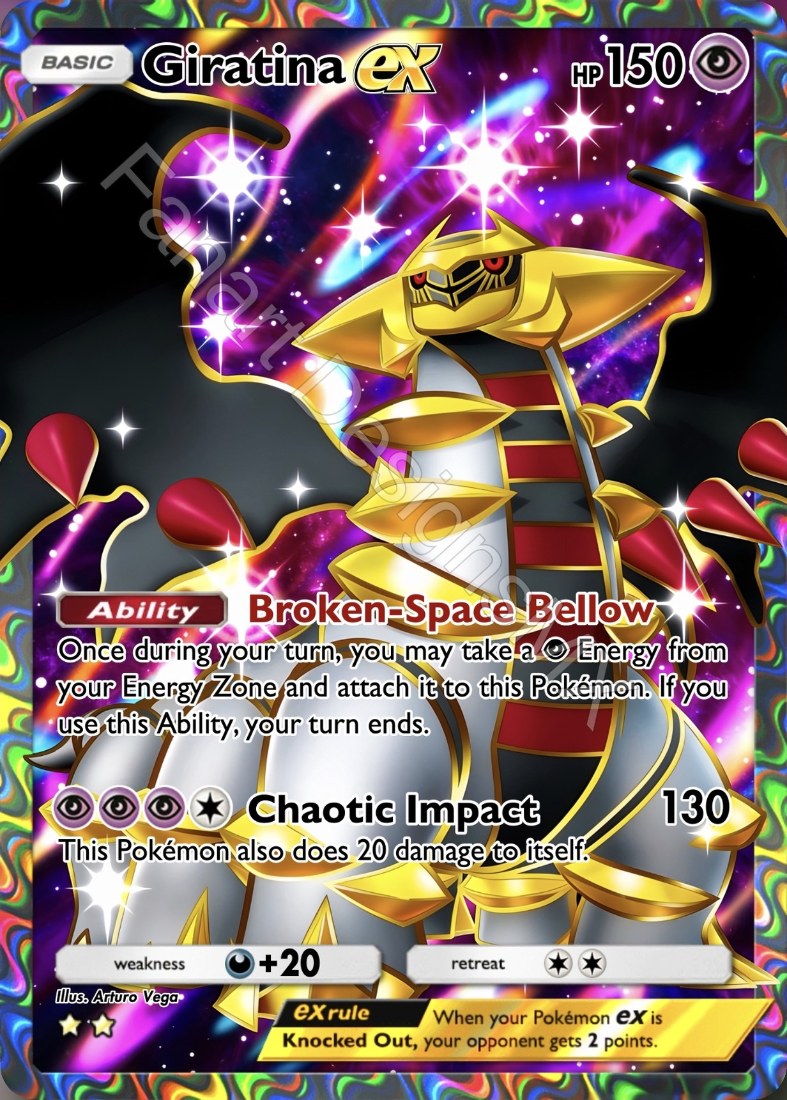 BASIC Giratina ex HP 150
Fanart Designs
Ability Broken-Space Bellow
Once during your turn, you may take a Energy from
your Energy Zone and attach it to this Pokémon. If you
use this Ability, your turn ends.
Chaotic Impact 130
This Pokémon also does 20 damage to itself.
weakness +20 retreat
Illus. Arturo Vega
ex rule When your Pokémon ex is
Knocked Out, your opponent gets 2 points.